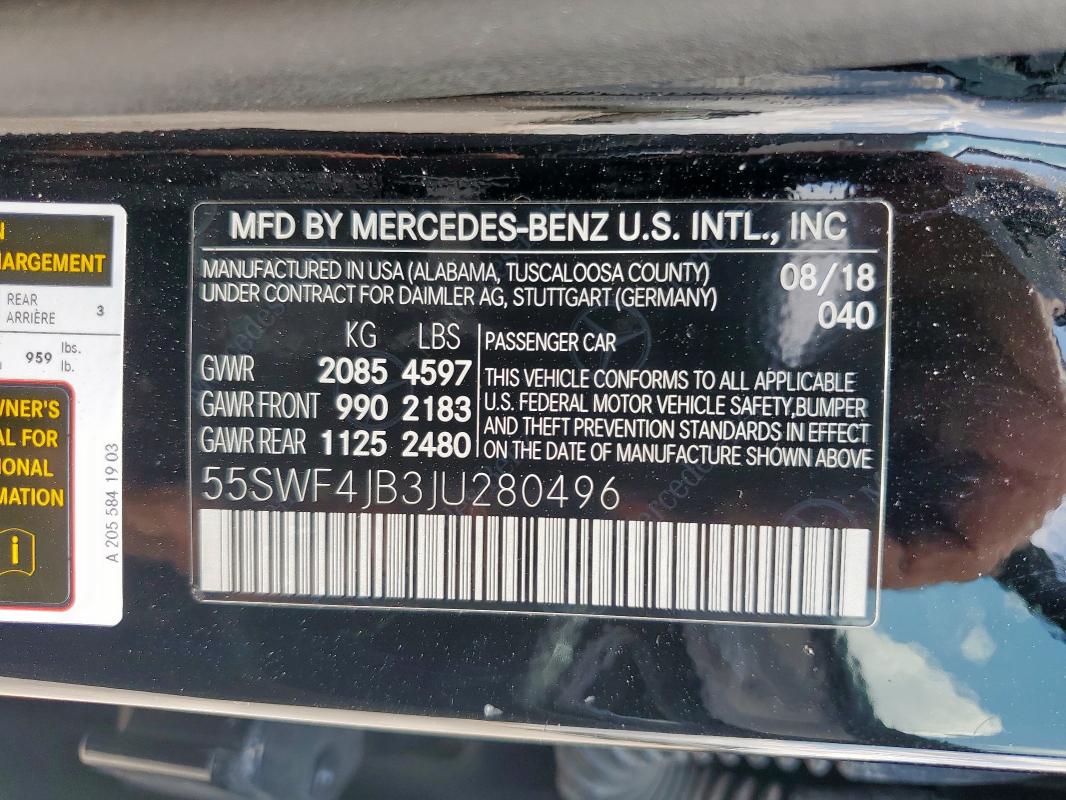 N
ARGEMENT
REAR
ARRIÈRE
3
959 lbs.
lb.
WNER'S
AL FOR
IONAL
MATION
i
A 205 584 19 03
MFD BY MERCEDES-BENZ U.S. INTL., INC
MANUFACTURED IN USA (ALABAMA, TUSCALOOSA COUNTY) 08/18
UNDER CONTRACT FOR DAIMLER AG, STUTTGART (GERMANY) 040
KG LBS
GVWR 2085 4597
GAWR FRONT 990 2183
GAWR REAR 1125 2480
PASSENGER CAR
THIS VEHICLE CONFORMS TO ALL APPLICABLE
U.S. FEDERAL MOTOR VEHICLE SAFETY,BUMPER
AND THEFT PREVENTION STANDARDS IN EFFECT
ON THE DATE OF MANUFACTURE SHOWN ABOVE
55SWF4JB3JU280496